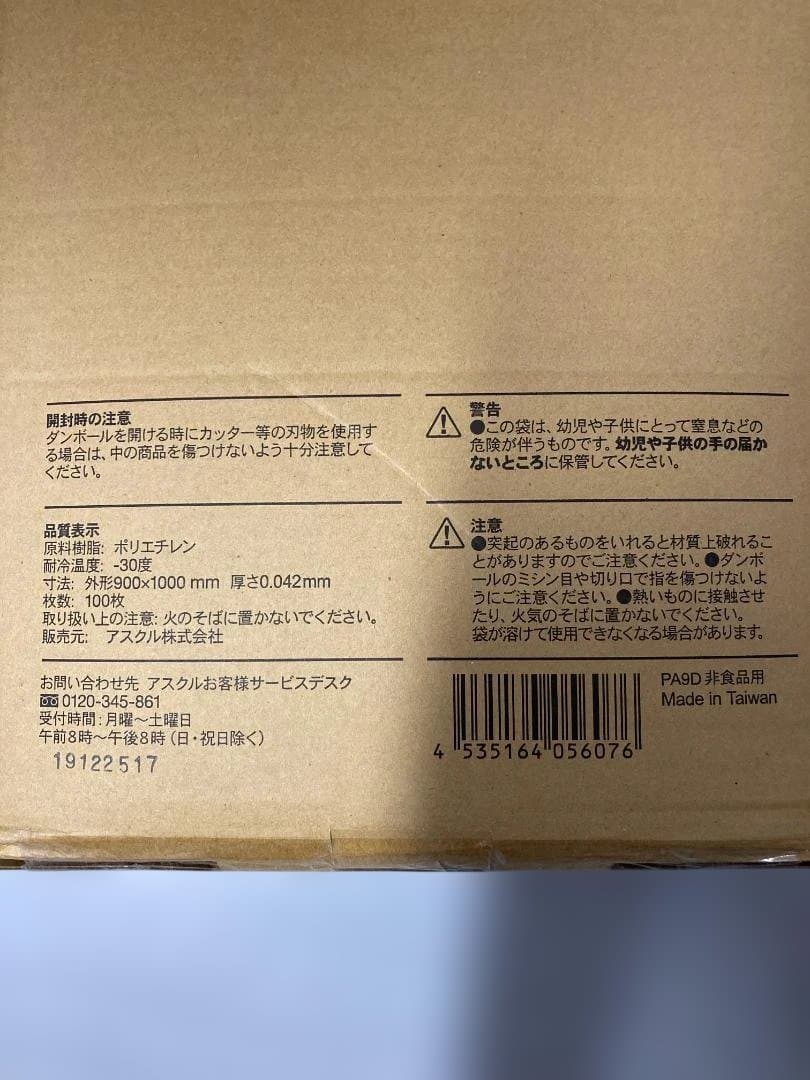 開封時の注意
ダンボールを開ける時にカッター等の刃物を使用す
る場合は、中の商品を傷つけないよう十分注意して
ください。
品質表示
原料樹脂: ポリエチレン
耐冷温度: -30度
寸法: 外形900×1000 mm 厚さ0.042mm
枚数: 100枚
取り扱い上の注意: 火のそばに置かないでください。
販売元: アスクル株式会社
お問い合わせ先 アスクルお客様サービスデスク
0120-345-861
受付時間：月曜～土曜日
午前8時～午後8時（日・祝日除く）
19122517
警告
●この袋は、幼児や子供にとって窒息などの
危険が伴うものです。幼児や子供の手の届か
ないところに保管してください。
注意
●突起のあるものをいれると材質上破れるこ
とがありますのでご注意ください。●ダンボ
ールのミシン目や切り口で指を傷つけないよ
うにご注意ください。●熱いものに接触させ
たり、火気のそばに置かないでください。
袋が溶けて使用できなくなる場合があります。
4 535164 056076
PA9D 非食品用
Made in Taiwan